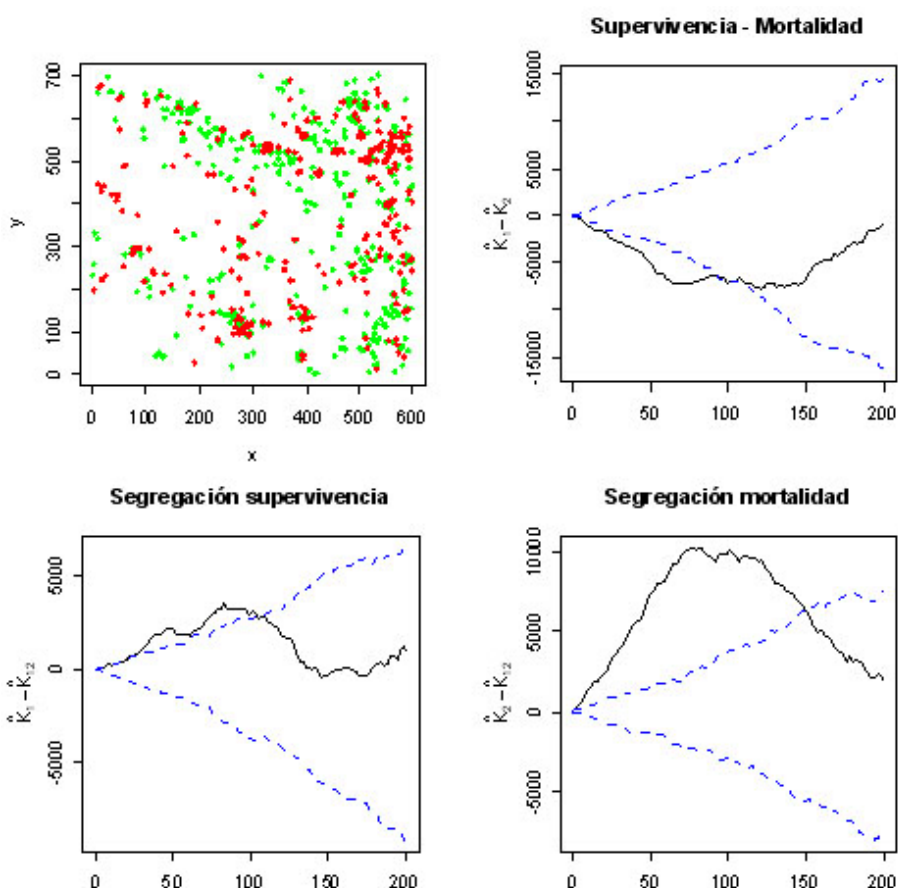 Supervivencia - Mortalidad
700
500
300
100
0
y
0 100 200 300 400 500 600
x
15000
5000
0
-5000
-15000
K̂₁ – K̂₂
0 50 100 150 200
Segregación supervivencia
5000
0
-5000
K̂₁ – K̂₁₂
0 50 100 150 200
Segregación mortalidad
10000
5000
0
-5000
K̂₂ – K̂₁₂
0 50 100 150 200